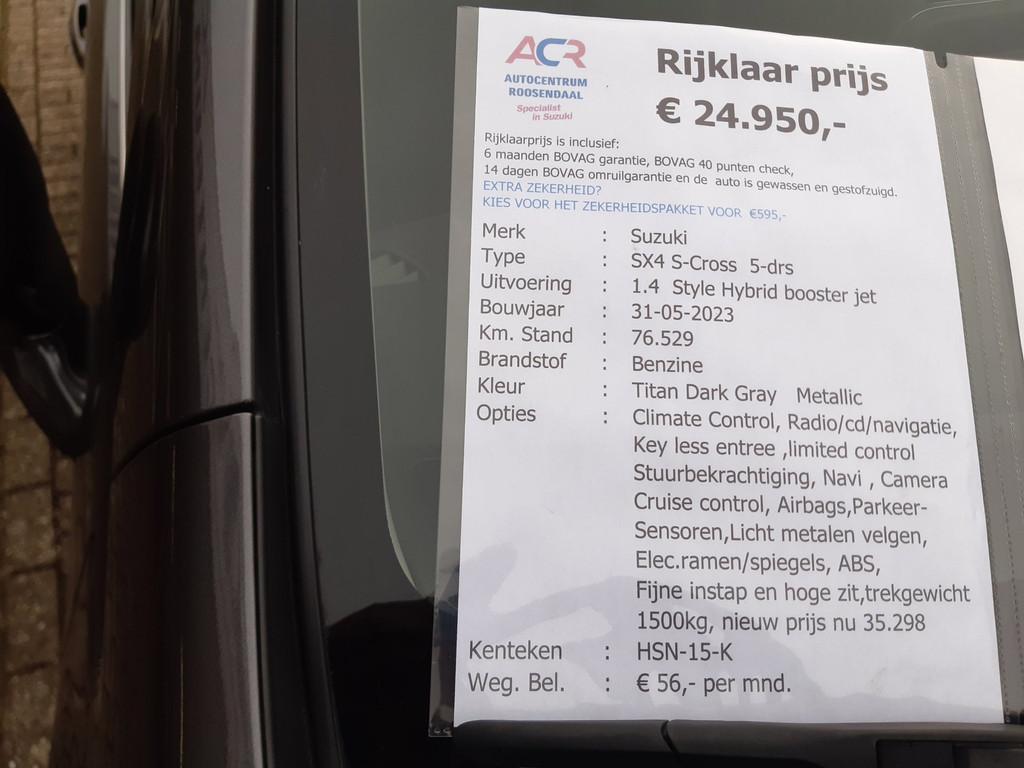 ACR
AUTOCENTRUM
ROOSENDAAL
Specialist
in Suzuki
Rijklaar prijs
€ 24.950,-
Rijklaarprijs is inclusief:
6 maanden BOVAG garantie, BOVAG 40 punten check,
14 dagen BOVAG omruilgarantie en de auto is gewassen en gestofzuigd.
EXTRA ZEKERHEID?
KIES VOOR HET ZEKERHEIDSPAKKET VOOR €595,-
Merk : Suzuki
Type : SX4 S-Cross 5-drs
Uitvoering : 1.4 Style Hybrid booster jet
Bouwjaar : 31-05-2023
Km. Stand : 76.529
Brandstof : Benzine
Kleur : Titan Dark Gray Metallic
Opties : Climate Control, Radio/cd/navigatie,
Key less entree ,limited control
Stuurbekrachtiging, Navi , Camera
Cruise control, Airbags,Parkeer-
Sensoren,Licht metalen velgen,
Elec.ramen/spiegels, ABS,
Fijne instap en hoge zit,trekgewicht
1500kg, nieuw prijs nu 35.298
Kenteken : HSN-15-K
Weg. Bel. : € 56,- per mnd.